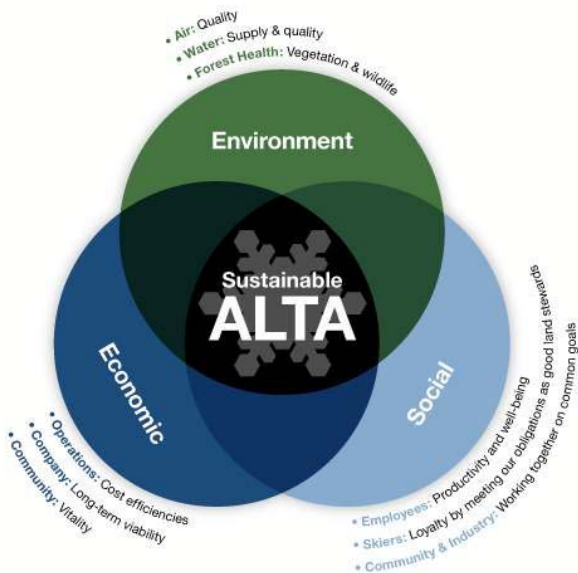 • Air: Quality
• Water: Supply & quality
• Forest Health: Vegetation & wildlife
Environment
Sustainable
ALTA
Economic
Social
• Operations: Cost efficiencies
• Company: Long-term viability
• Community: Vitality
• Employees: Productivity and well-being
• Skiers: Loyalty by meeting our obligations as good land stewards
• Community & Industry: Working together on common goals